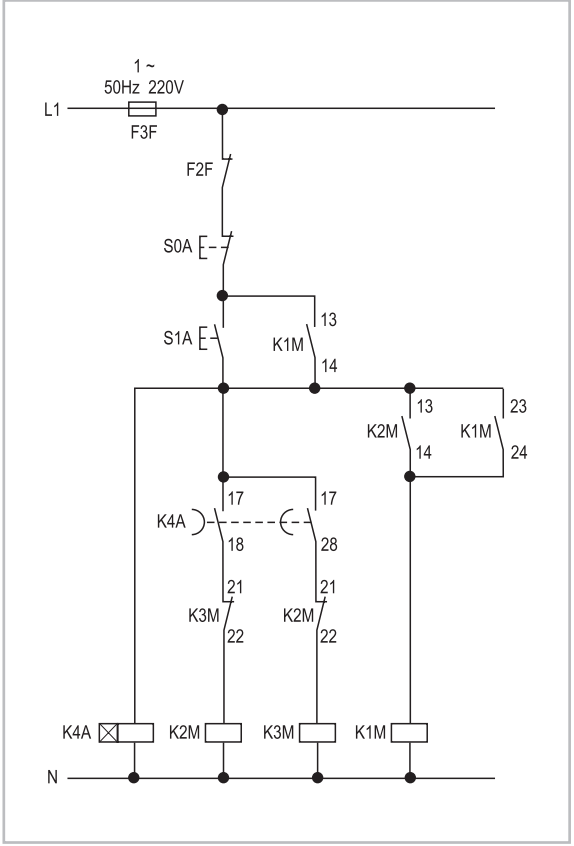 1 ~
50Hz 220V
L1
F3F
F2F
S0A
S1A
13
K1M
14
13
23
K2M
K1M
14
24
17
17
K4A
18
28
21
21
K3M
K2M
22
22
K4A
K2M
K3M
K1M
N